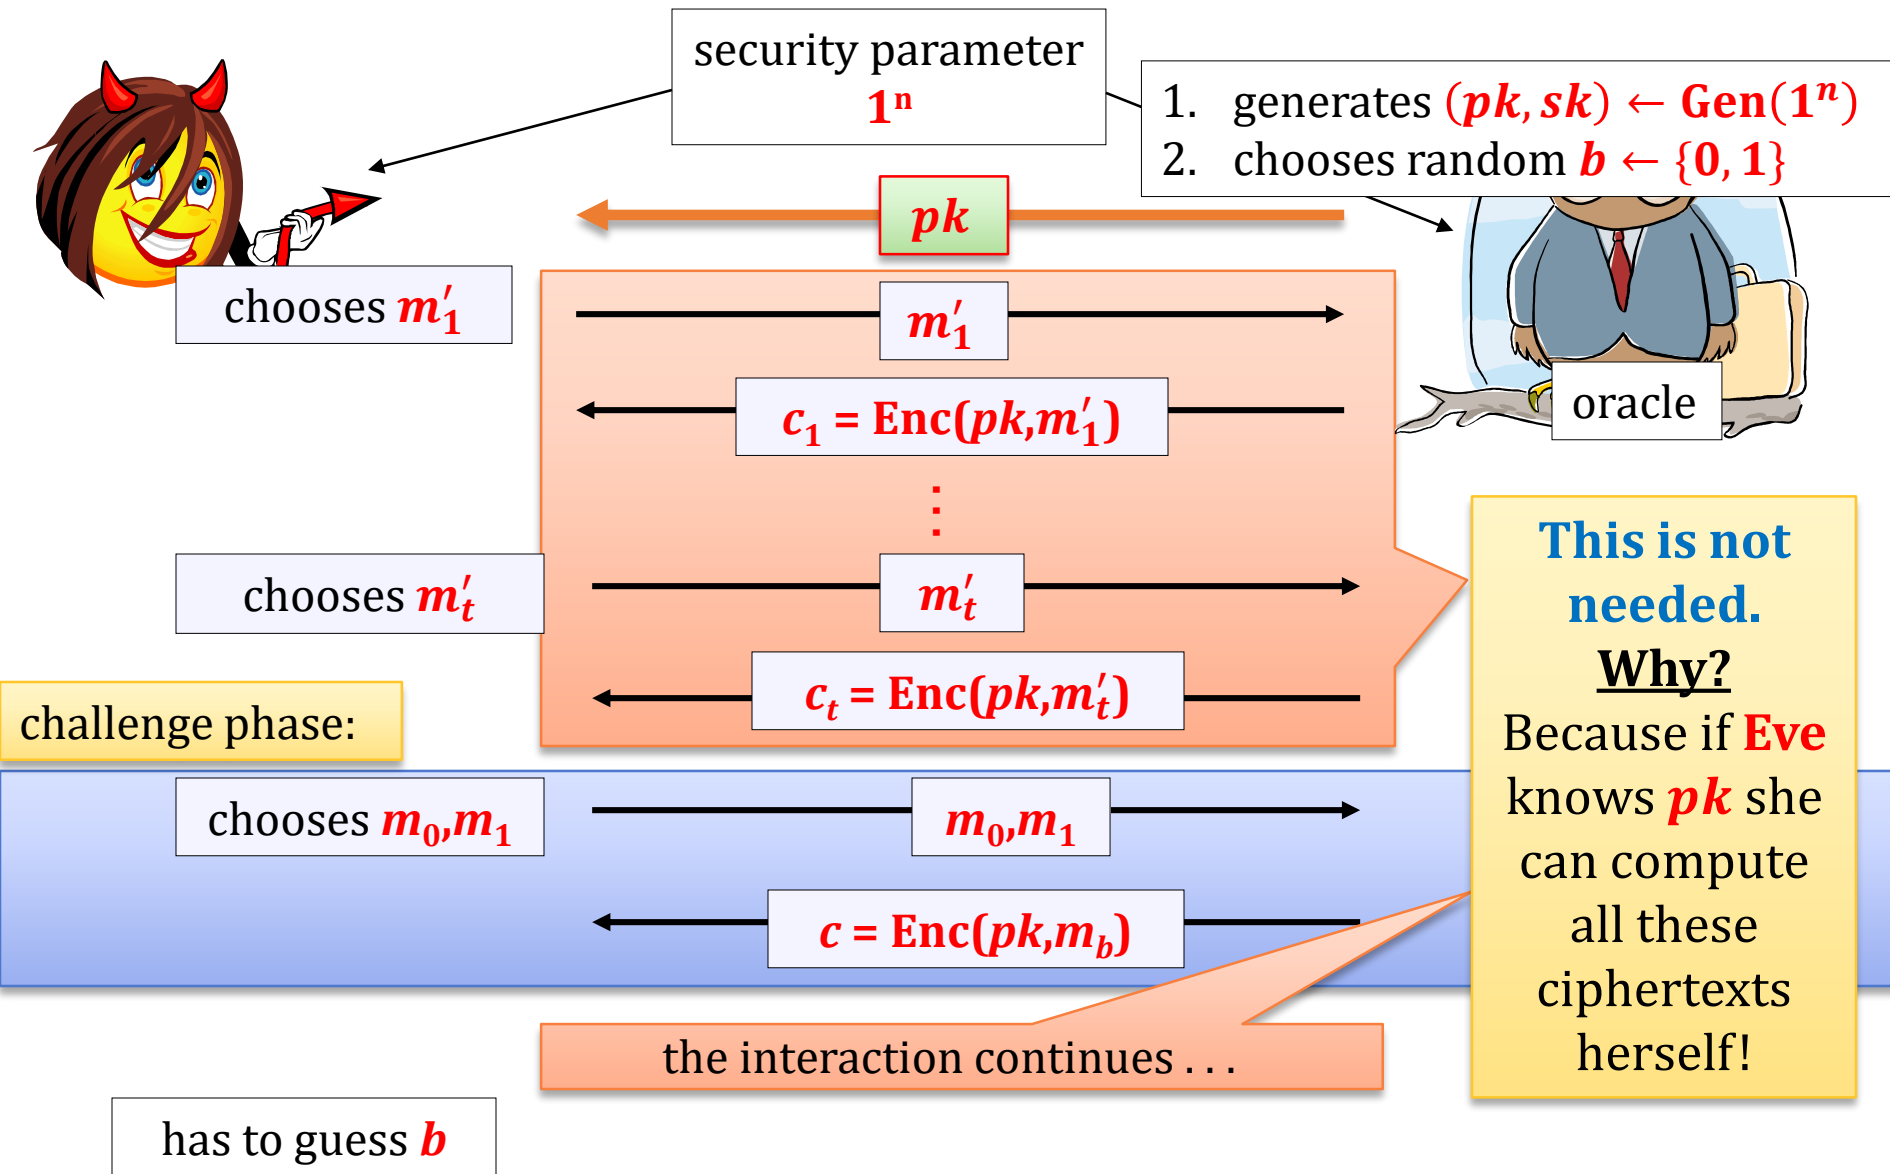 security parameter
1ⁿ
1. generates (pk, sk) ← Gen(1ⁿ)
2. chooses random b ← {0, 1}
pk
chooses m′₁
m′₁
c₁ = Enc(pk,m′₁)
oracle
⋮
chooses m′ₜ
m′ₜ
cₜ = Enc(pk,m′ₜ)
challenge phase:
chooses m₀,m₁
m₀,m₁
c = Enc(pk,m_b)
the interaction continues . . .
This is not
needed.
Why?
Because if Eve
knows pk she
can compute
all these
ciphertexts
herself!
has to guess b